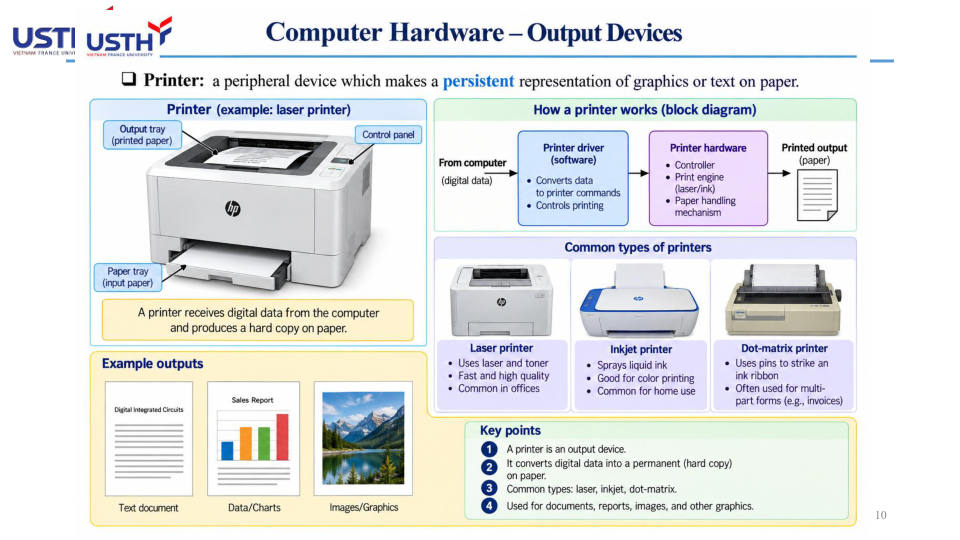 USTH
VIETNAM FRANCE UNIV
USTH
VIETNAM FRANCE UNIVERSITY
Computer Hardware – Output Devices
❑ Printer: a peripheral device which makes a persistent representation of graphics or text on paper.
Printer (example: laser printer)
Output tray
(printed paper)
Control panel
hp
Paper tray
(input paper)
A printer receives digital data from the computer
and produces a hard copy on paper.
How a printer works (block diagram)
From computer
(digital data)
Printer driver
(software)
• Converts data
to printer commands
• Controls printing
Printer hardware
• Controller
• Print engine
(laser/ink)
• Paper handling
mechanism
Printed output
(paper)
Common types of printers
hp
hp
Laser printer
• Uses laser and toner
• Fast and high quality
• Common in offices
Inkjet printer
• Sprays liquid ink
• Good for color printing
• Common for home use
Dot-matrix printer
• Uses pins to strike an
ink ribbon
• Often used for multi-
part forms (e.g., invoices)
Example outputs
Digital Integrated Circuits
Text document
Sales Report
Data/Charts
Images/Graphics
Key points
1 A printer is an output device.
2 It converts digital data into a permanent (hard copy)
on paper.
3 Common types: laser, inkjet, dot-matrix.
4 Used for documents, reports, images, and other graphics.
10